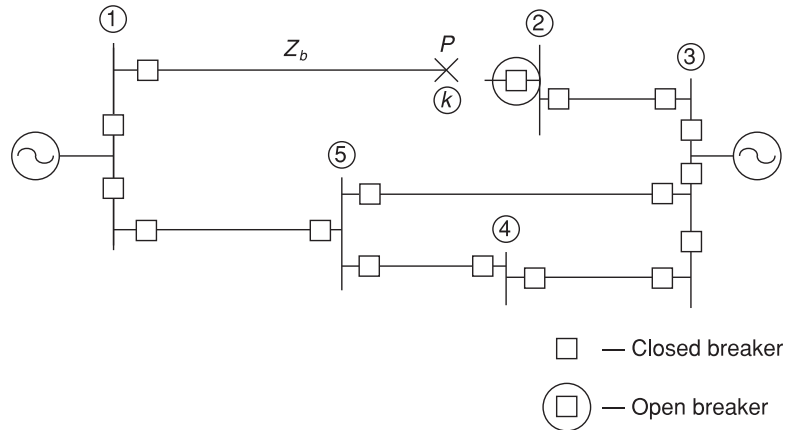 1
2
Z_b
P
3
k
5
4
— Closed breaker
— Open breaker